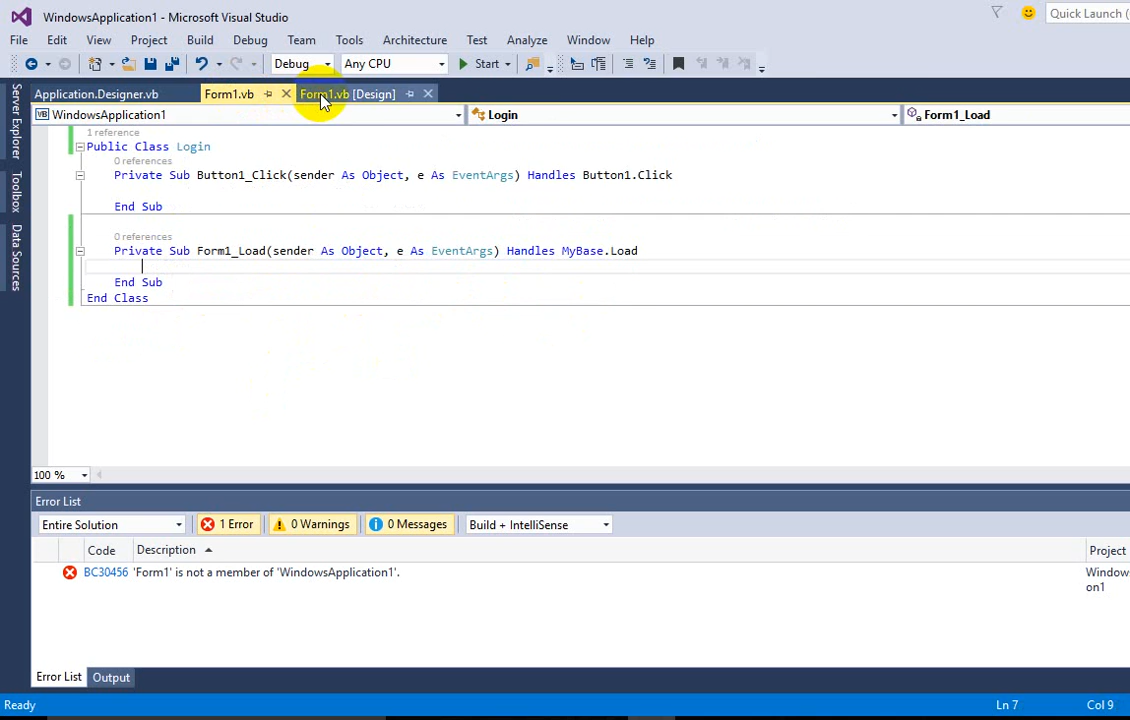 WindowsApplication1 - Microsoft Visual Studio
Quick Launch (
File Edit View Project Build Debug Team Tools Architecture Test Analyze Window Help
Debug Any CPU Start
Application.Designer.vb Form1.vb Form1.vb [Design]
WindowsApplication1 Login Form1_Load
Server Explorer
Toolbox
Data Sources
1 reference
Public Class Login
0 references
Private Sub Button1_Click(sender As Object, e As EventArgs) Handles Button1.Click
End Sub
0 references
Private Sub Form1_Load(sender As Object, e As EventArgs) Handles MyBase.Load
End Sub
End Class
100 %
Error List
Entire Solution 1 Error 0 Warnings 0 Messages Build + IntelliSense
Code Description Project
BC30456 'Form1' is not a member of 'WindowsApplication1'. Windows
on1
Error List Output
Ready Ln 7 Col 9